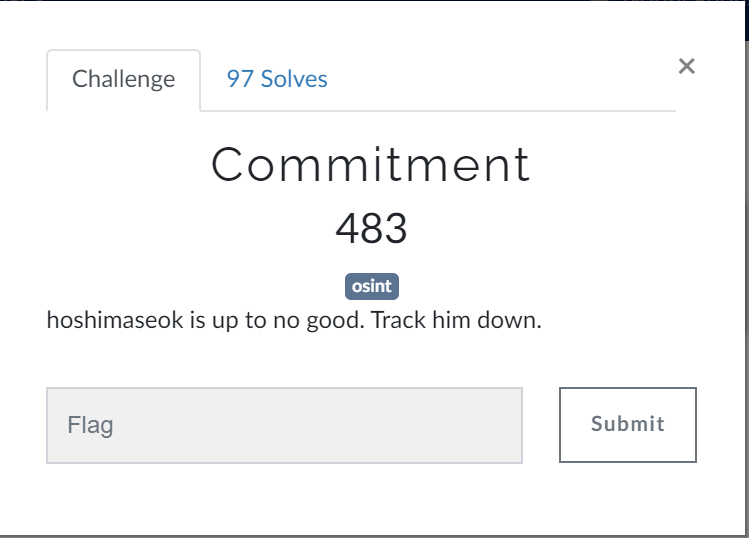 Challenge
97 Solves
×
Commitment
483
osint
hoshimaseok is up to no good. Track him down.
Flag
Submit